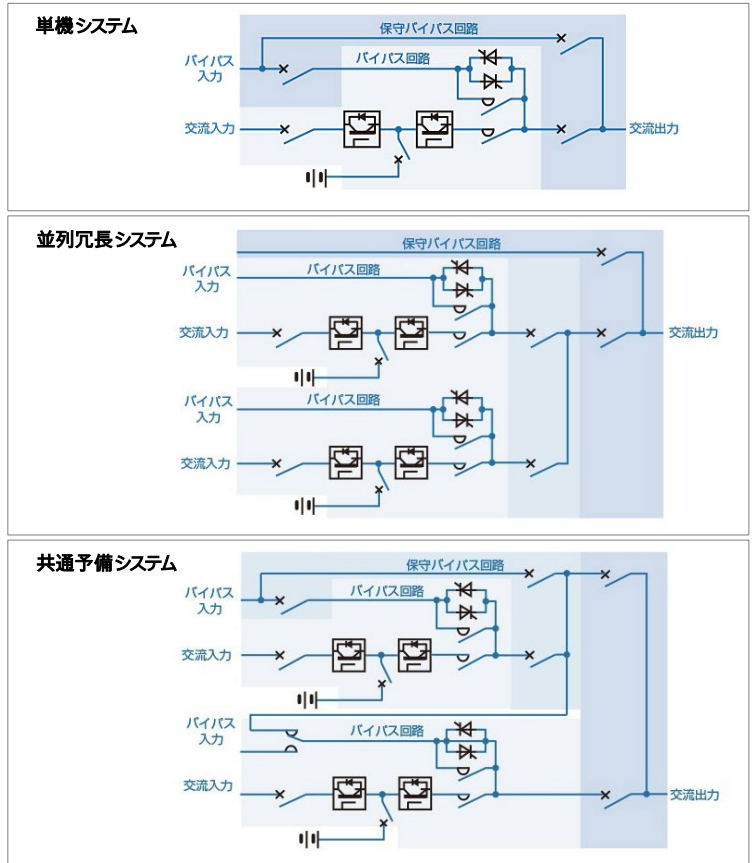 単機システム
保守バイパス回路
バイパス
入力
バイパス回路
交流入力
交流出力
並列冗長システム
保守バイパス回路
バイパス
入力
バイパス回路
交流入力
交流出力
バイパス
入力
バイパス回路
交流入力
共通予備システム
保守バイパス回路
バイパス
入力
バイパス回路
交流入力
バイパス
入力
バイパス回路
交流入力
交流出力